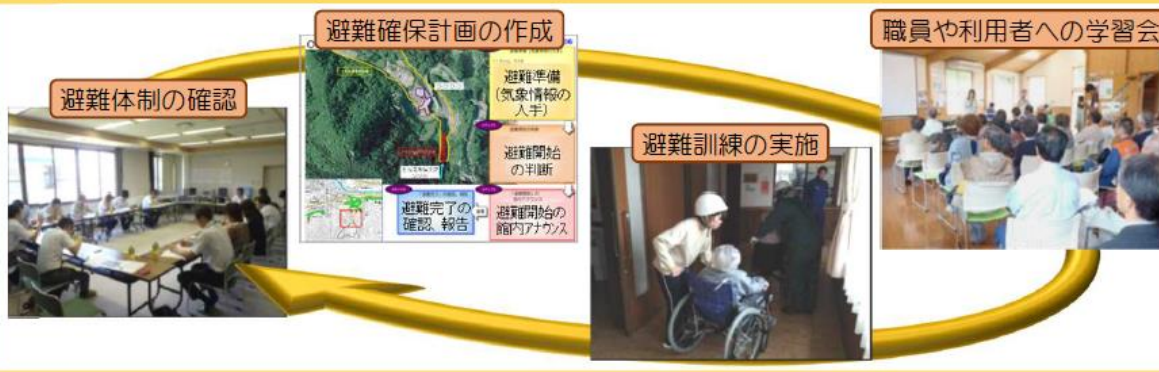 避難確保計画の作成
職員や利用者への学習会
避難体制の確認
避難訓練の実施
避難準備
(気象情報の
入手)
避難開始
の判断
避難開始の
館内アナウンス
避難完了の
確認、報告